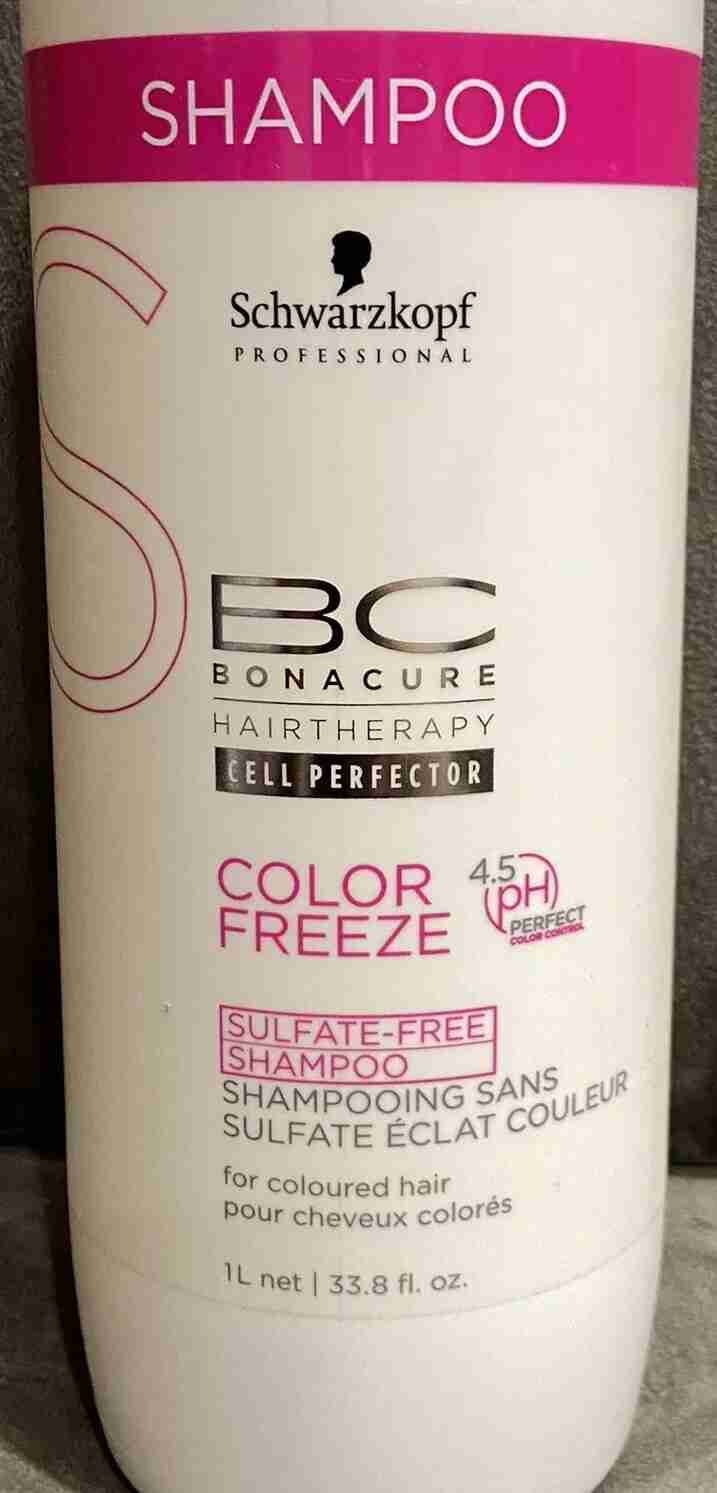 SHAMPOO
Schwarzkopf
PROFESSIONAL
BC
BONACURE
HAIRTHERAPY
CELL PERFECTOR
COLOR
FREEZE
4.5
pH
PERFECT
COLOR CONTROL
SULFATE-FREE
SHAMPOO
SHAMPOOING SANS
SULFATE ÉCLAT COULEUR
for coloured hair
pour cheveux colorés
1L net | 33.8 fl. oz.